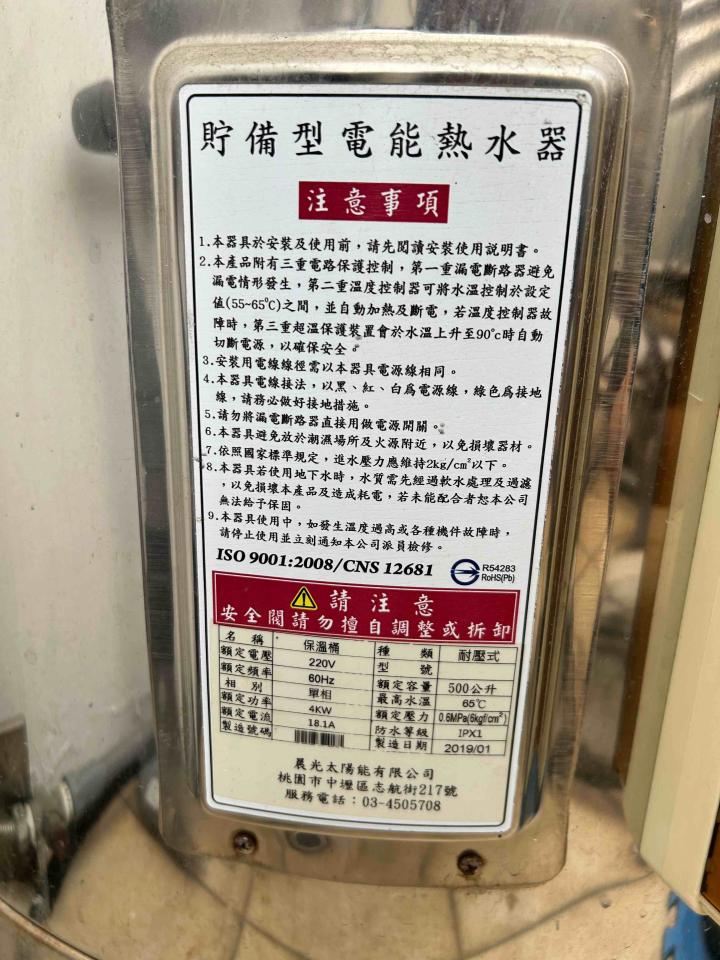 貯備型電能熱水器
注意事項
1.本器具於安裝及使用前，請先閱讀安裝使用説明書。
2.本產品附有三重電路保護控制，第一重漏電斷路器避免
漏電情形發生，第二重溫度控制器可將水溫控制於設定
值(55~65℃)之間，並自動加熱及斷電，若溫度控制器故
障時，第三重超溫保護裝置會於水溫上升至90℃時自動
切斷電源，以確保安全。
3.安裝用電線線徑需以本器具電源線相同。
4.本器具電線接法，以黑、紅、白爲電源線，綠色爲接地
線，請務必做好接地措施。
5.請勿將漏電斷路器直接用做電源開關。
6.本器具避免放於潮濕場所及火源附近，以免損壞器材。
7.依照國家標準規定，進水壓力應維持2kg/cm²以下。
8.本器具若使用地下水時，水質需先經過軟水處理及過濾
，以免損壞本產品及造成耗電，若未能配合者恕本公司
無法給予保固。
9.本器具使用中，如發生溫度過高或各種機件故障時，
請停止使用並立刻通知本公司派員檢修。
ISO 9001:2008/CNS 12681
R54283
RoHS(Pb)
請注意
安全閥請勿擅自調整或拆卸
名稱 保溫桶 種類 耐壓式
額定電壓 220V 型號
額定頻率 60Hz 額定容量 500公升
相別 單相 最高水溫 65℃
額定功率 4KW 額定壓力 0.6MPa(6kgf/cm²)
額定電流 18.1A 防水等級 IPX1
製造號碼 製造日期 2019/01
晨光太陽能有限公司
桃園市中壢區志航街217號
服務電話：03-4505708